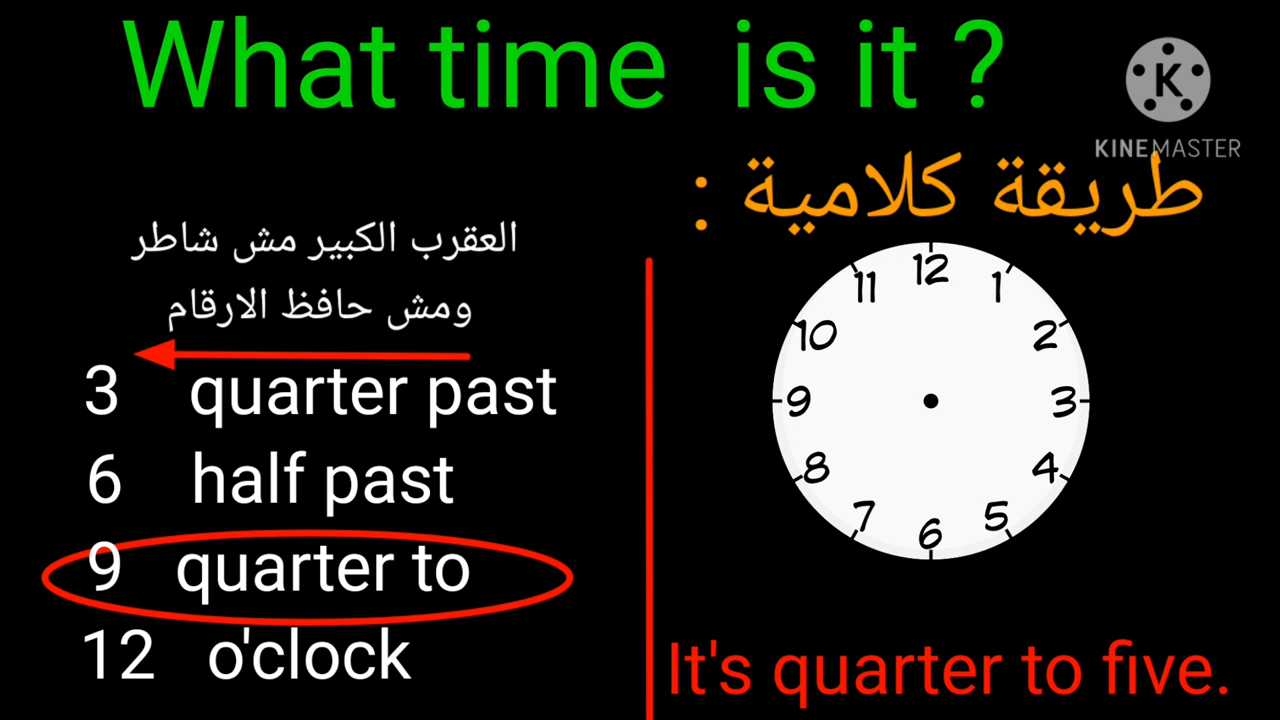 What time is it ?
K
KINEMASTER
طريقة كلامية :
العقرب الكبير مش شاطر
ومش حافظ الارقام
3 quarter past
6 half past
9 quarter to
12 o'clock
12
11
1
10
2
9
3
8
4
7
5
6
It's quarter to five.